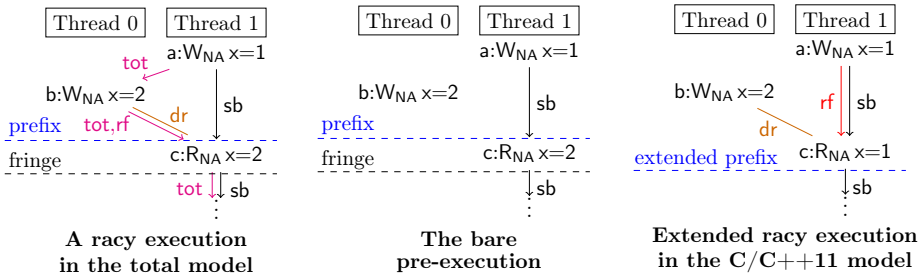 Thread 0 Thread 1
a:W_NA x=1
tot
b:W_NA x=2
sb
dr
tot,rf
prefix
c:R_NA x=2
fringe
tot
sb
⋮
A racy execution
in the total model
Thread 0 Thread 1
a:W_NA x=1
b:W_NA x=2
sb
prefix
c:R_NA x=2
fringe
sb
⋮
The bare
pre-execution
Thread 0 Thread 1
a:W_NA x=1
b:W_NA x=2
rf sb
dr
c:R_NA x=1
extended prefix
sb
⋮
Extended racy execution
in the C/C++11 model